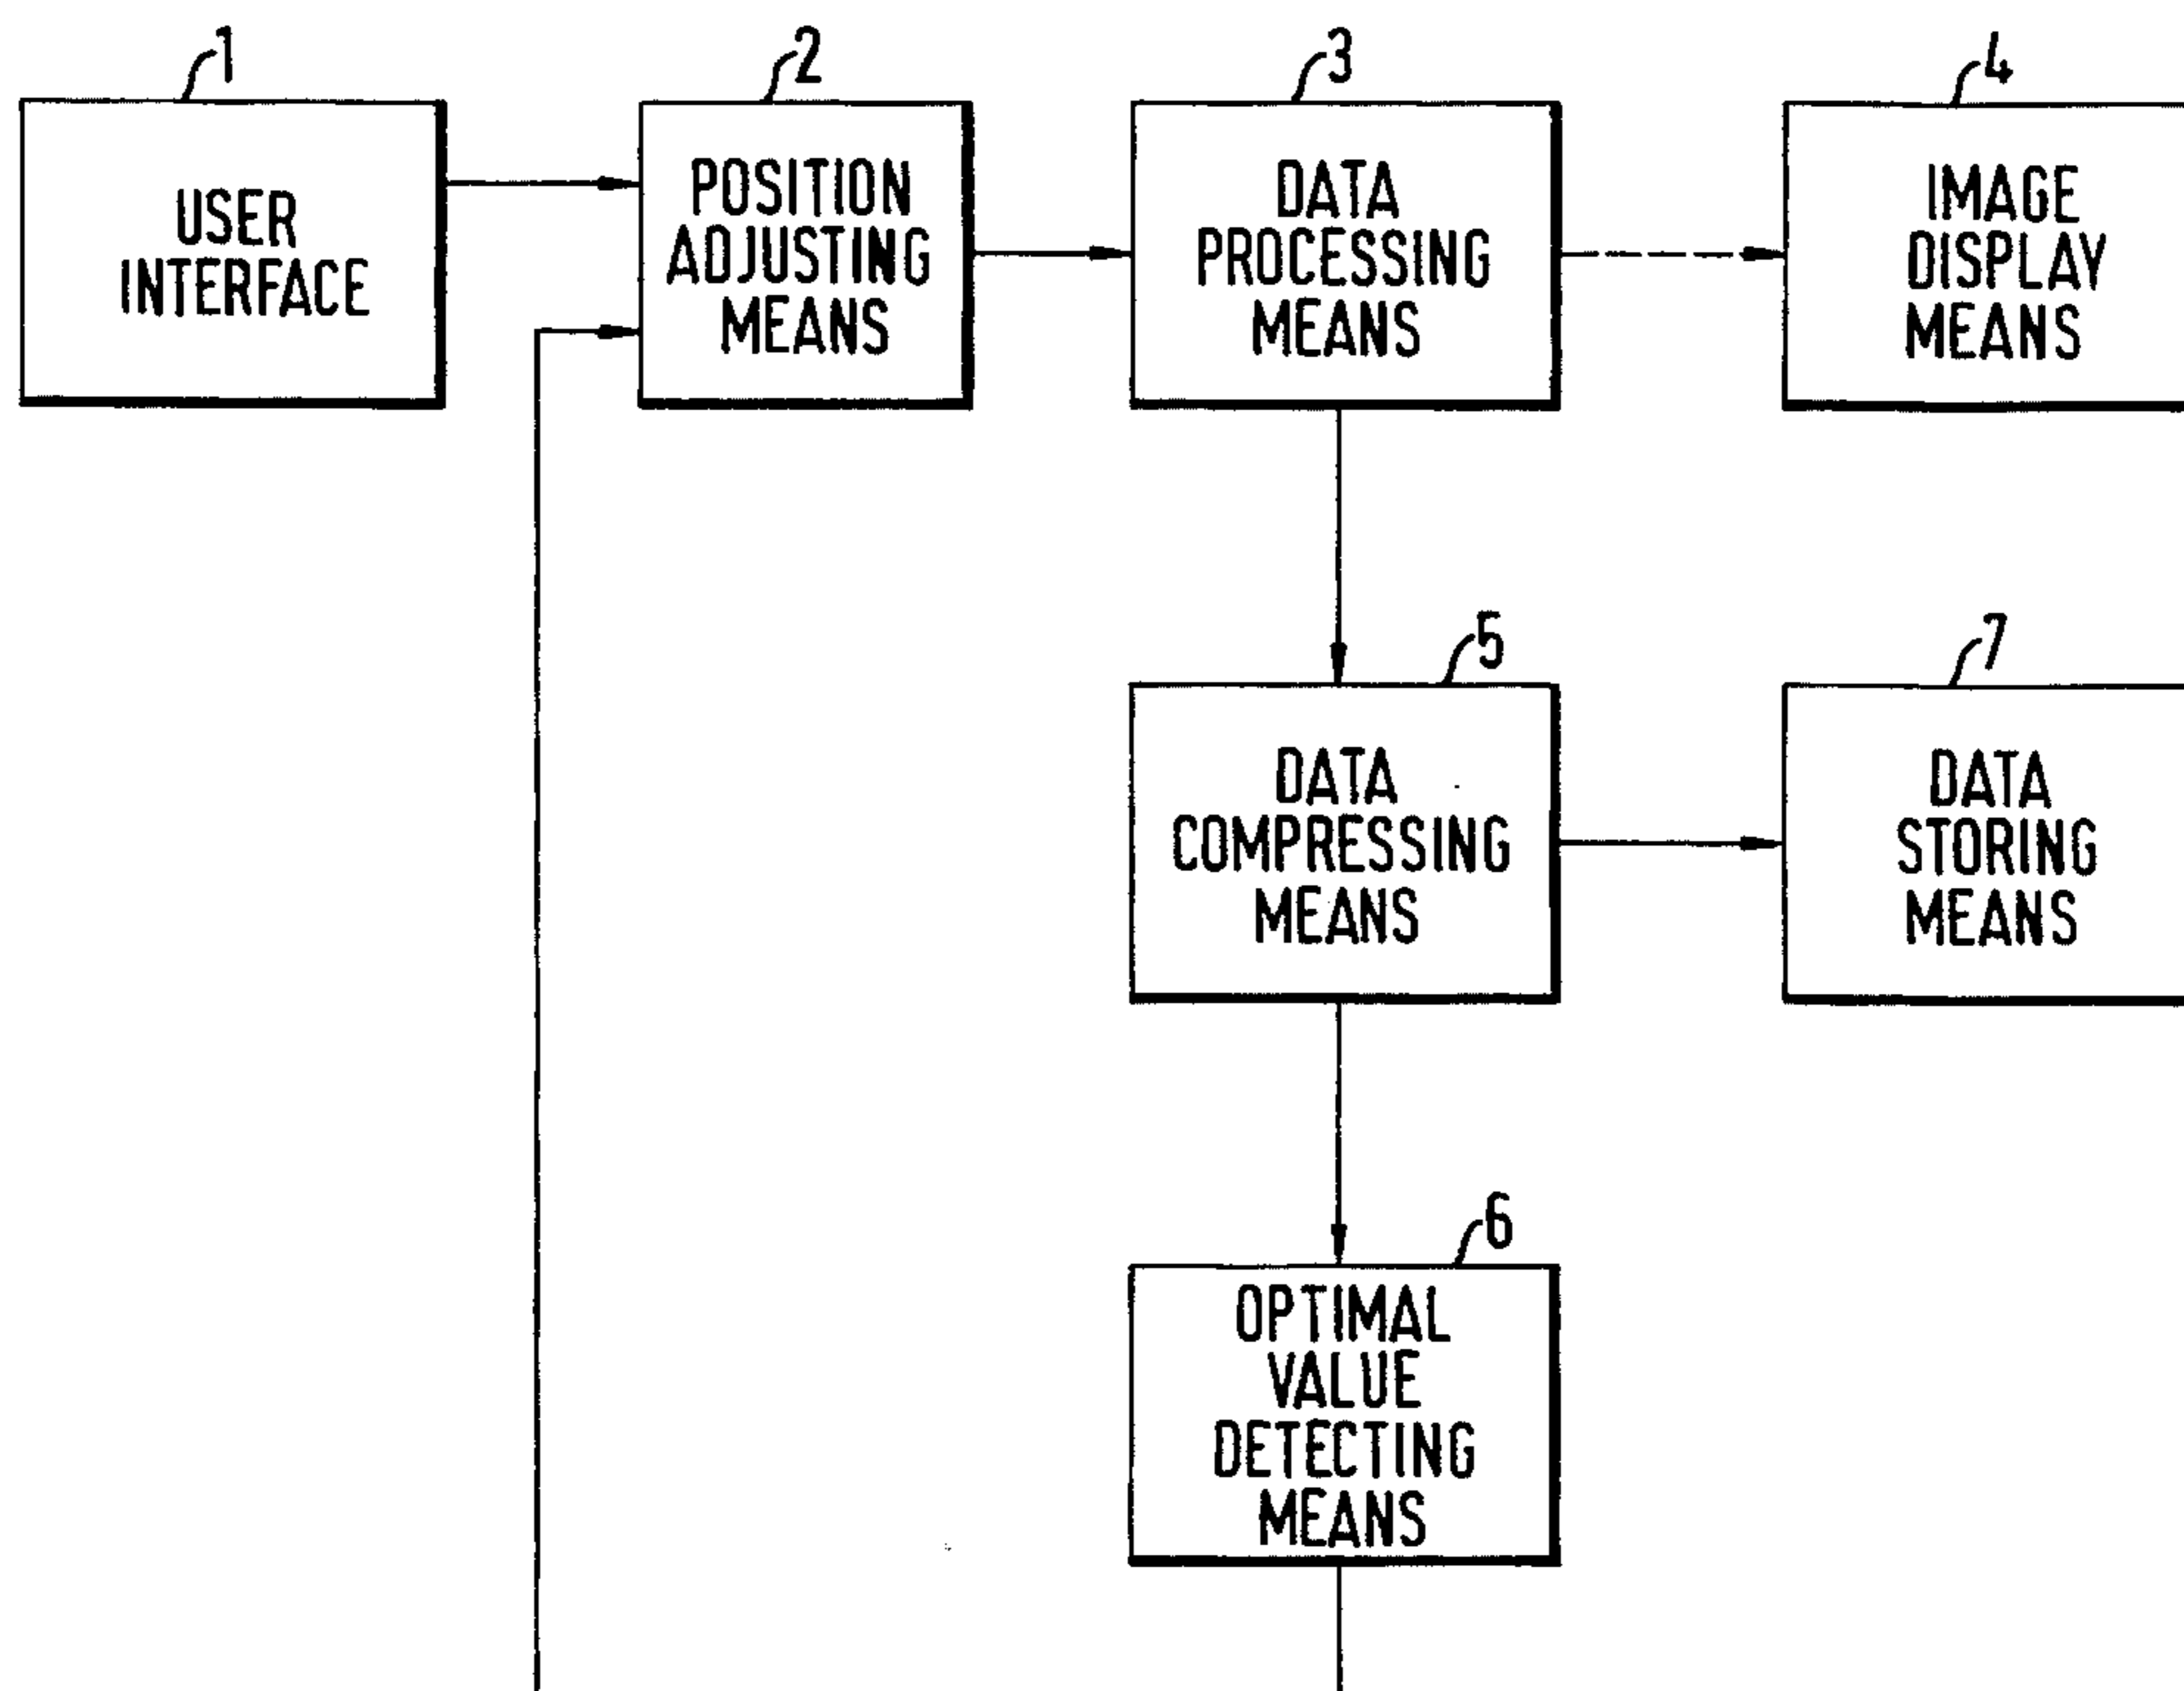 1
USER
INTERFACE
2
POSITION
ADJUSTING
MEANS
3
DATA
PROCESSING
MEANS
4
IMAGE
DISPLAY
MEANS
5
DATA
COMPRESSING
MEANS
7
DATA
STORING
MEANS
6
OPTIMAL
VALUE
DETECTING
MEANS